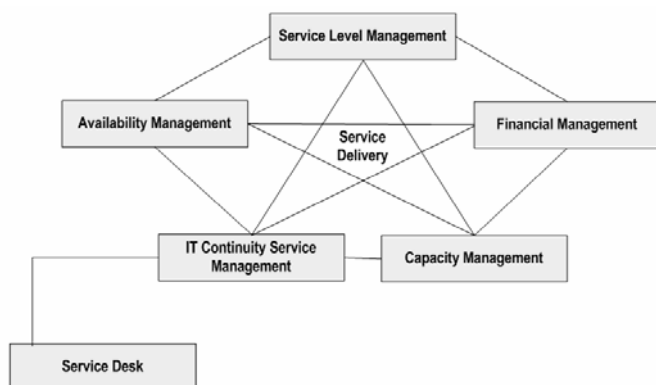 Service Level Management
Availability Management
Financial Management
Service
Delivery
IT Continuity Service
Management
Capacity Management
Service Desk